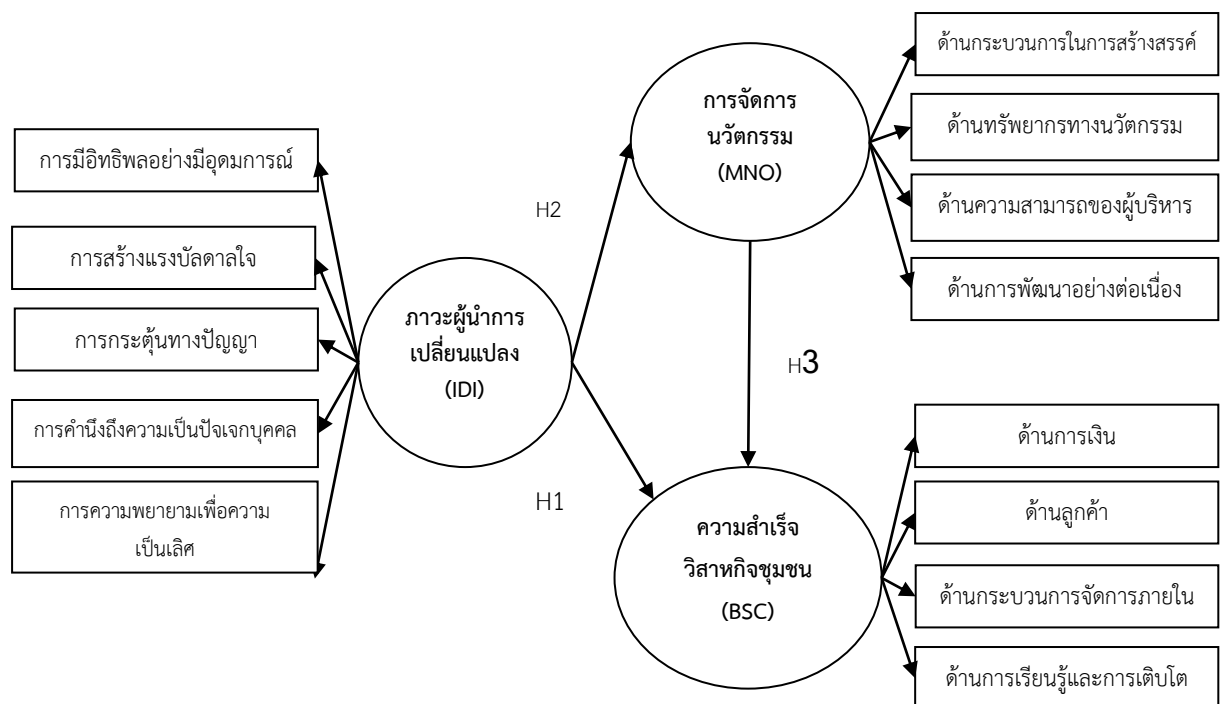 การมีอิทธิพลอย่างมีอุดมการณ์
การสร้างแรงบัลดาลใจ
การกระตุ้นทางปัญญา
การคำนึงถึงความเป็นปัจเจกบุคคล
การความพยายามเพื่อความ
เป็นเลิศ
ภาวะผู้นำการ
เปลี่ยนแปลง
(IDI)
H2
H1
การจัดการ
นวัตกรรม
(MNO)
H3
ความสำเร็จ
วิสาหกิจชุมชน
(BSC)
ด้านกระบวนการในการสร้างสรรค์
ด้านทรัพยากรทางนวัตกรรม
ด้านความสามารถของผู้บริหาร
ด้านการพัฒนาอย่างต่อเนื่อง
ด้านการเงิน
ด้านลูกค้า
ด้านกระบวนการจัดการภายใน
ด้านการเรียนรู้และการเติบโต